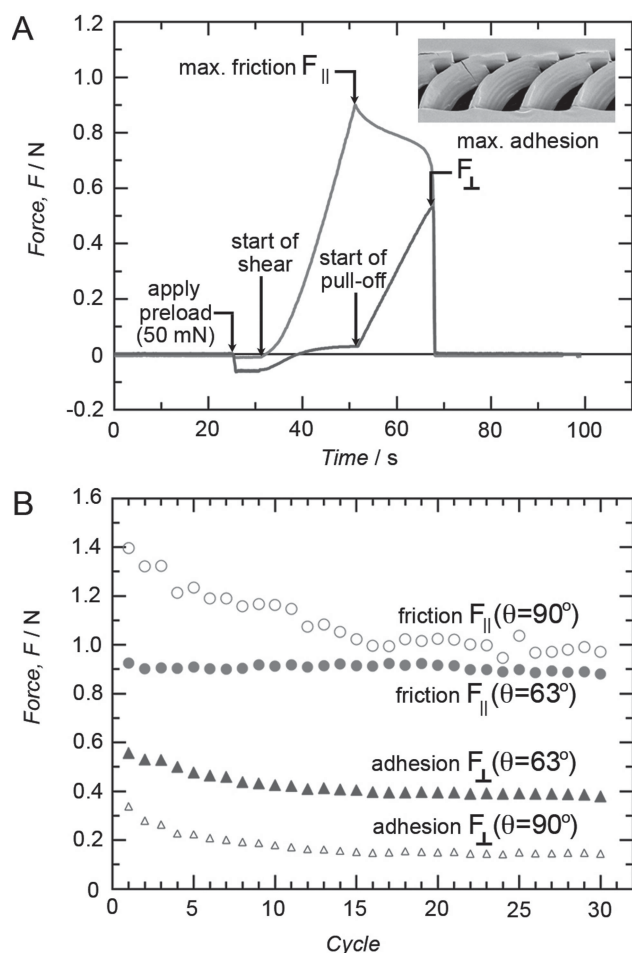 A
1.2
1.0
0.8
0.6
0.4
0.2
0
-0.2
Force, F / N
max. friction F||
max. adhesion
F⊥
start of
shear
start of
pull-off
apply
preload
(50 mN)
0 20 40 60 80 100
Time / s
B
1.6
1.4
1.2
1.0
0.8
0.6
0.4
0.2
0
Force, F / N
friction F||(θ=90°)
friction F||(θ=63°)
adhesion F⊥(θ=63°)
adhesion F⊥(θ=90°)
0 5 10 15 20 25 30
Cycle